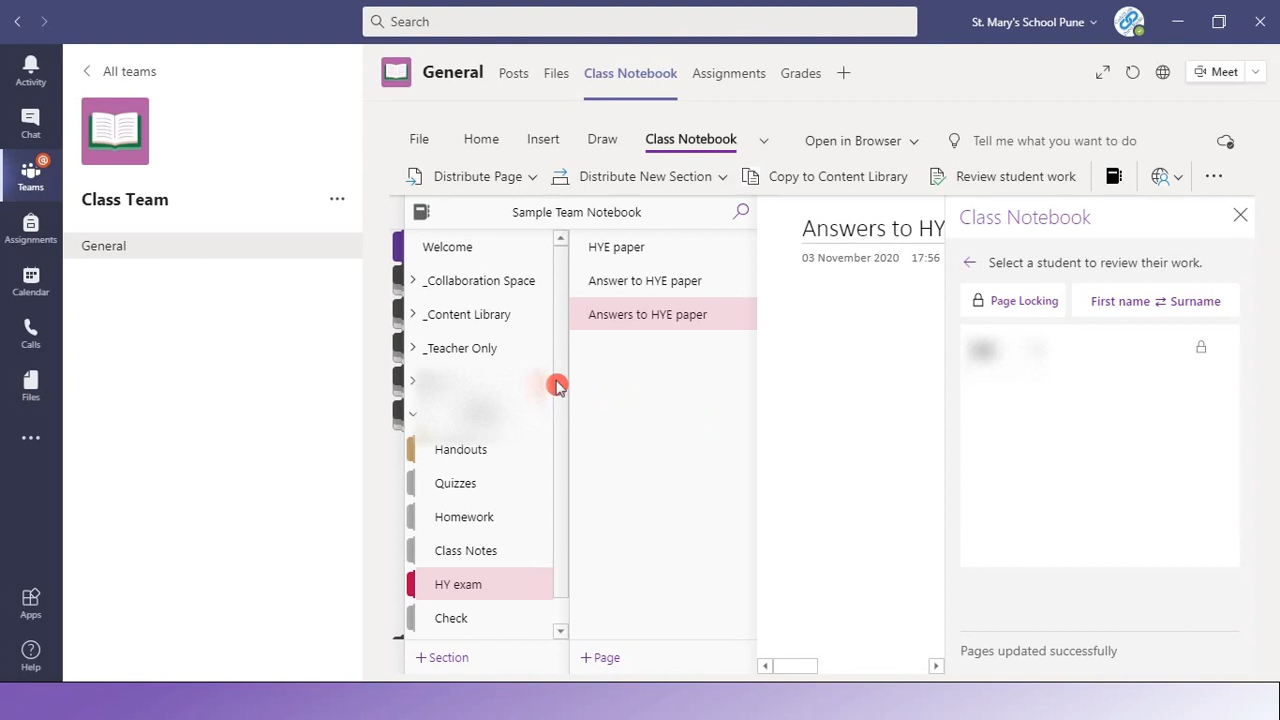 Search
St. Mary's School Pune
Activity
Chat
Teams
Assignments
Calendar
Calls
Files
Apps
Help
All teams
Class Team
General
General
Posts
Files
Class Notebook
Assignments
Grades
Meet
File
Home
Insert
Draw
Class Notebook
Open in Browser
Tell me what you want to do
Distribute Page
Distribute New Section
Copy to Content Library
Review student work
Sample Team Notebook
Welcome
_Collaboration Space
_Content Library
_Teacher Only
Handouts
Quizzes
Homework
Class Notes
HY exam
Check
+ Section
HYE paper
Answer to HYE paper
Answers to HYE paper
+ Page
Answers to HY
03 November 2020 17:56
Class Notebook
Select a student to review their work.
Page Locking
First name ⇄ Surname
Pages updated successfully